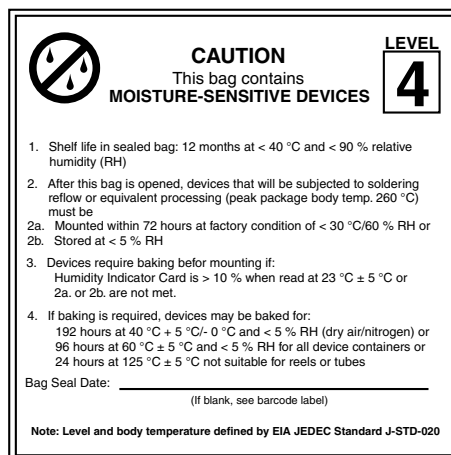 CAUTION
This bag contains
MOISTURE-SENSITIVE DEVICES
LEVEL
4
1. Shelf life in sealed bag: 12 months at < 40 °C and < 90 % relative
humidity (RH)
2. After this bag is opened, devices that will be subjected to soldering
reflow or equivalent processing (peak package body temp. 260 °C)
must be
2a. Mounted within 72 hours at factory condition of < 30 °C/60 % RH or
2b. Stored at < 5 % RH
3. Devices require baking befor mounting if:
Humidity Indicator Card is > 10 % when read at 23 °C ± 5 °C or
2a. or 2b. are not met.
4. If baking is required, devices may be baked for:
192 hours at 40 °C + 5 °C/- 0 °C and < 5 % RH (dry air/nitrogen) or
96 hours at 60 °C ± 5 °C and < 5 % RH for all device containers or
24 hours at 125 °C ± 5 °C not suitable for reels or tubes
Bag Seal Date:
(If blank, see barcode label)
Note: Level and body temperature defined by EIA JEDEC Standard J-STD-020